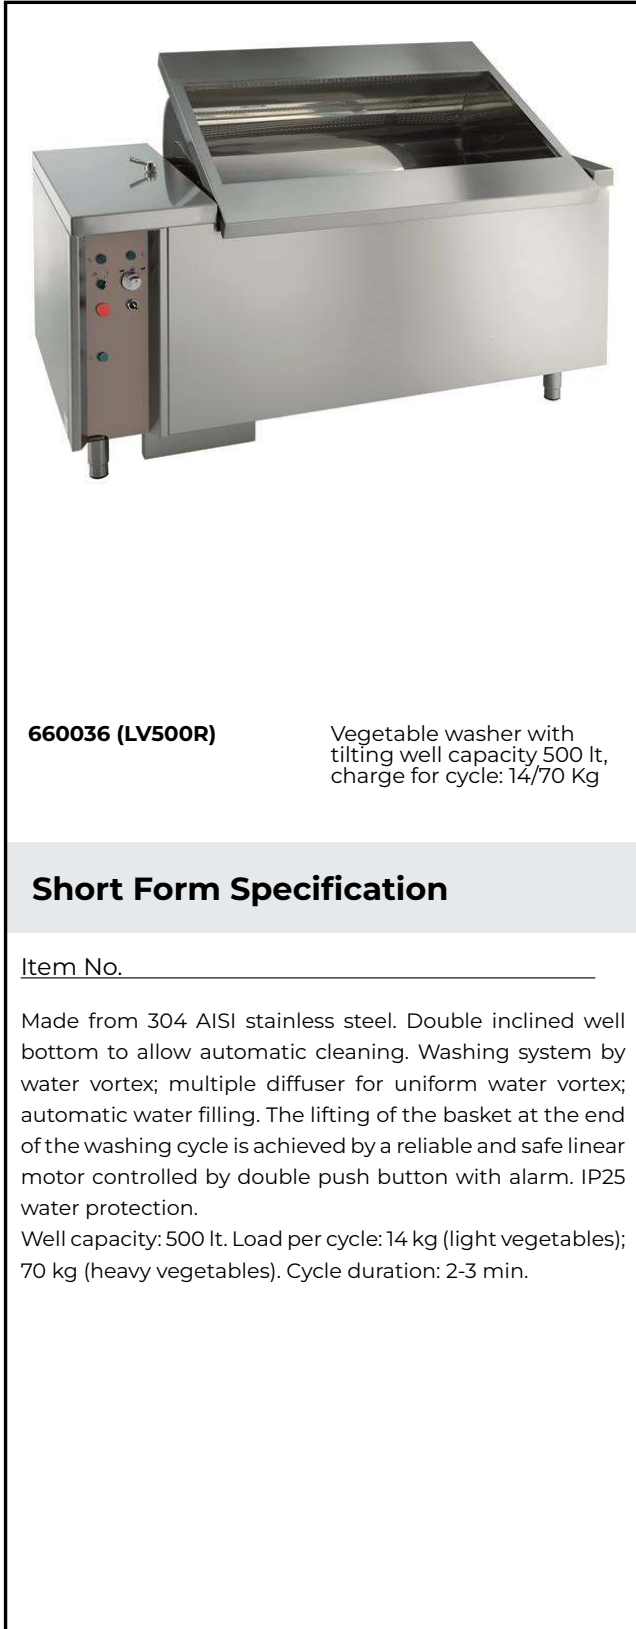 660036 (LV500R)
Vegetable washer with
tilting well capacity 500 lt,
charge for cycle: 14/70 Kg
Short Form Specification
Item No.
Made from 304 AISI stainless steel. Double inclined well
bottom to allow automatic cleaning. Washing system by
water vortex; multiple diffuser for uniform water vortex;
automatic water filling. The lifting of the basket at the end
of the washing cycle is achieved by a reliable and safe linear
motor controlled by double push button with alarm. IP25
water protection.
Well capacity: 500 lt. Load per cycle: 14 kg (light vegetables);
70 kg (heavy vegetables). Cycle duration: 2-3 min.